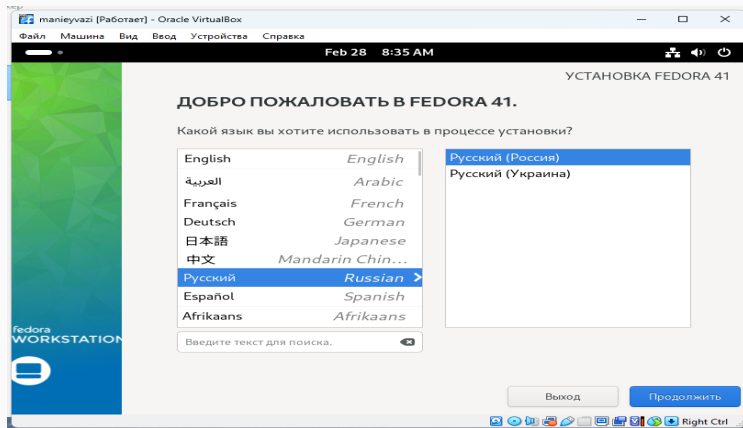 manieyvazi [Работает] - Oracle VirtualBox
Файл Машина Вид Ввод Устройства Справка
Feb 28 8:35 AM
УСТАНОВКА FEDORA 41
ДОБРО ПОЖАЛОВАТЬ В FEDORA 41.
Какой язык вы хотите использовать в процессе установки?
English English
العربية Arabic
Français French
Deutsch German
日本語 Japanese
中文 Mandarin Chin...
Русский Russian
Español Spanish
Afrikaans Afrikaans
Русский (Россия)
Русский (Украина)
Введите текст для поиска.
fedora
WORKSTATION
Выход Продолжить
Right Ctrl